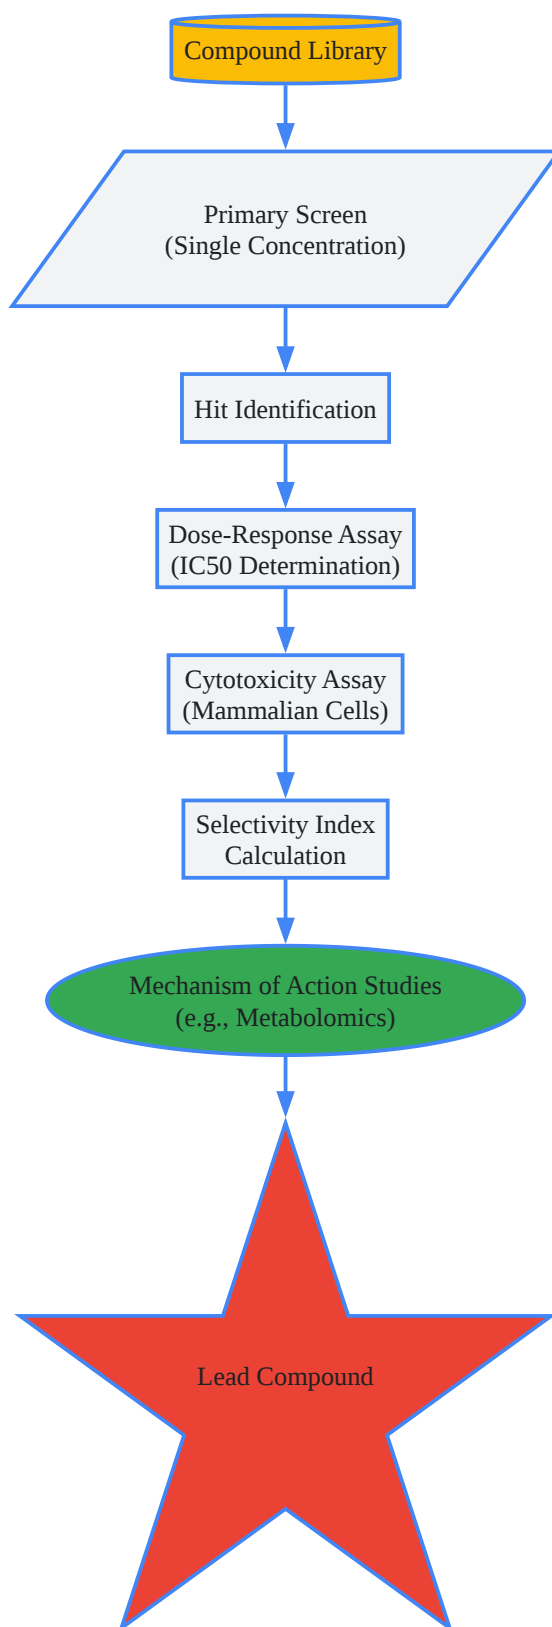 Compound Library
Primary Screen
(Single Concentration)
Hit Identification
Dose-Response Assay
(IC50 Determination)
Cytotoxicity Assay
(Mammalian Cells)
Selectivity Index
Calculation
Mechanism of Action Studies
(e.g., Metabolomics)
Lead Compound